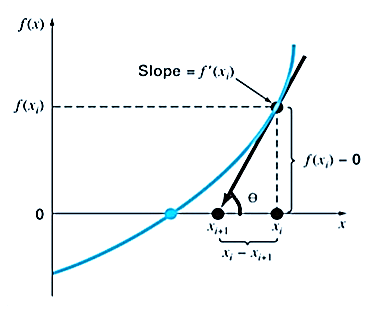 f(x)
Slope = f'(xᵢ)
f(xᵢ)
f(xᵢ) − 0
θ
0
xᵢ₊₁
xᵢ
x
xᵢ − xᵢ₊₁